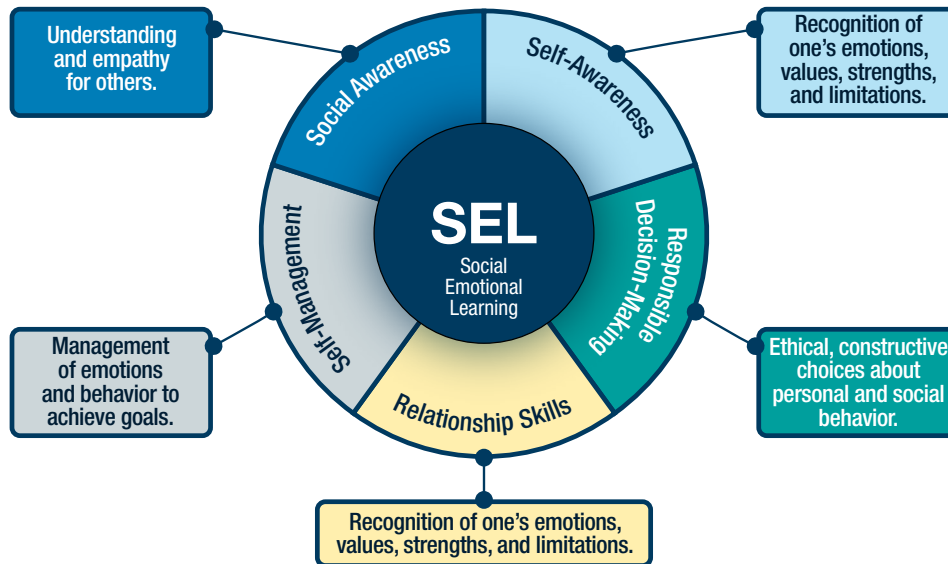 Understanding
and empathy
for others.
Social Awareness
Self-Awareness
Recognition of
one's emotions,
values, strengths,
and limitations.
SEL
Social
Emotional
Learning
Self-Management
Responsible
Decision-Making
Relationship Skills
Management
of emotions
and behavior to
achieve goals.
Ethical, constructive
choices about
personal and social
behavior.
Recognition of one's emotions,
values, strengths, and limitations.